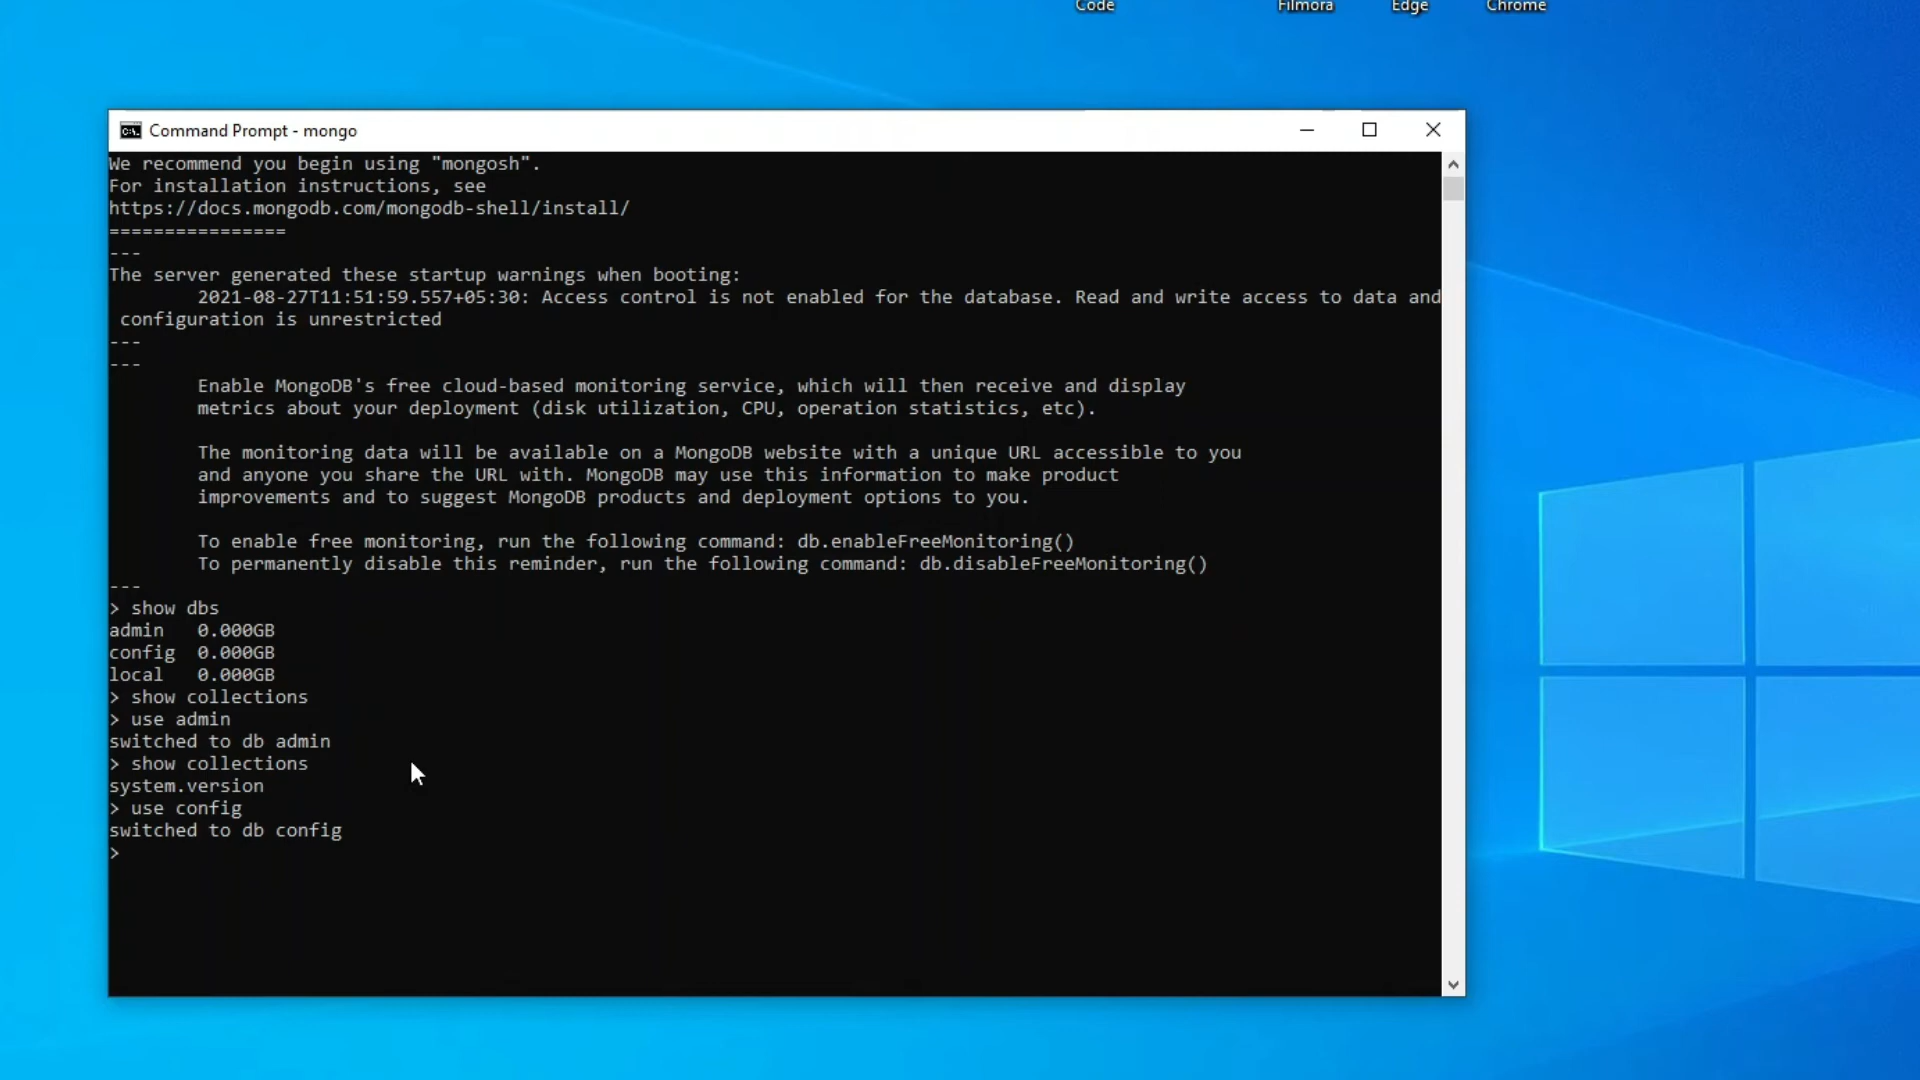 Code Filmora Edge Chrome
Command Prompt - mongo
We recommend you begin using "mongosh".
For installation instructions, see
https://docs.mongodb.com/mongodb-shell/install/
================
---
The server generated these startup warnings when booting:
2021-08-27T11:51:59.557+05:30: Access control is not enabled for the database. Read and write access to data and
configuration is unrestricted
---
---
Enable MongoDB's free cloud-based monitoring service, which will then receive and display
metrics about your deployment (disk utilization, CPU, operation statistics, etc).
The monitoring data will be available on a MongoDB website with a unique URL accessible to you
and anyone you share the URL with. MongoDB may use this information to make product
improvements and to suggest MongoDB products and deployment options to you.
To enable free monitoring, run the following command: db.enableFreeMonitoring()
To permanently disable this reminder, run the following command: db.disableFreeMonitoring()
---
> show dbs
admin 0.000GB
config 0.000GB
local 0.000GB
> show collections
> use admin
switched to db admin
> show collections
system.version
> use config
switched to db config
>